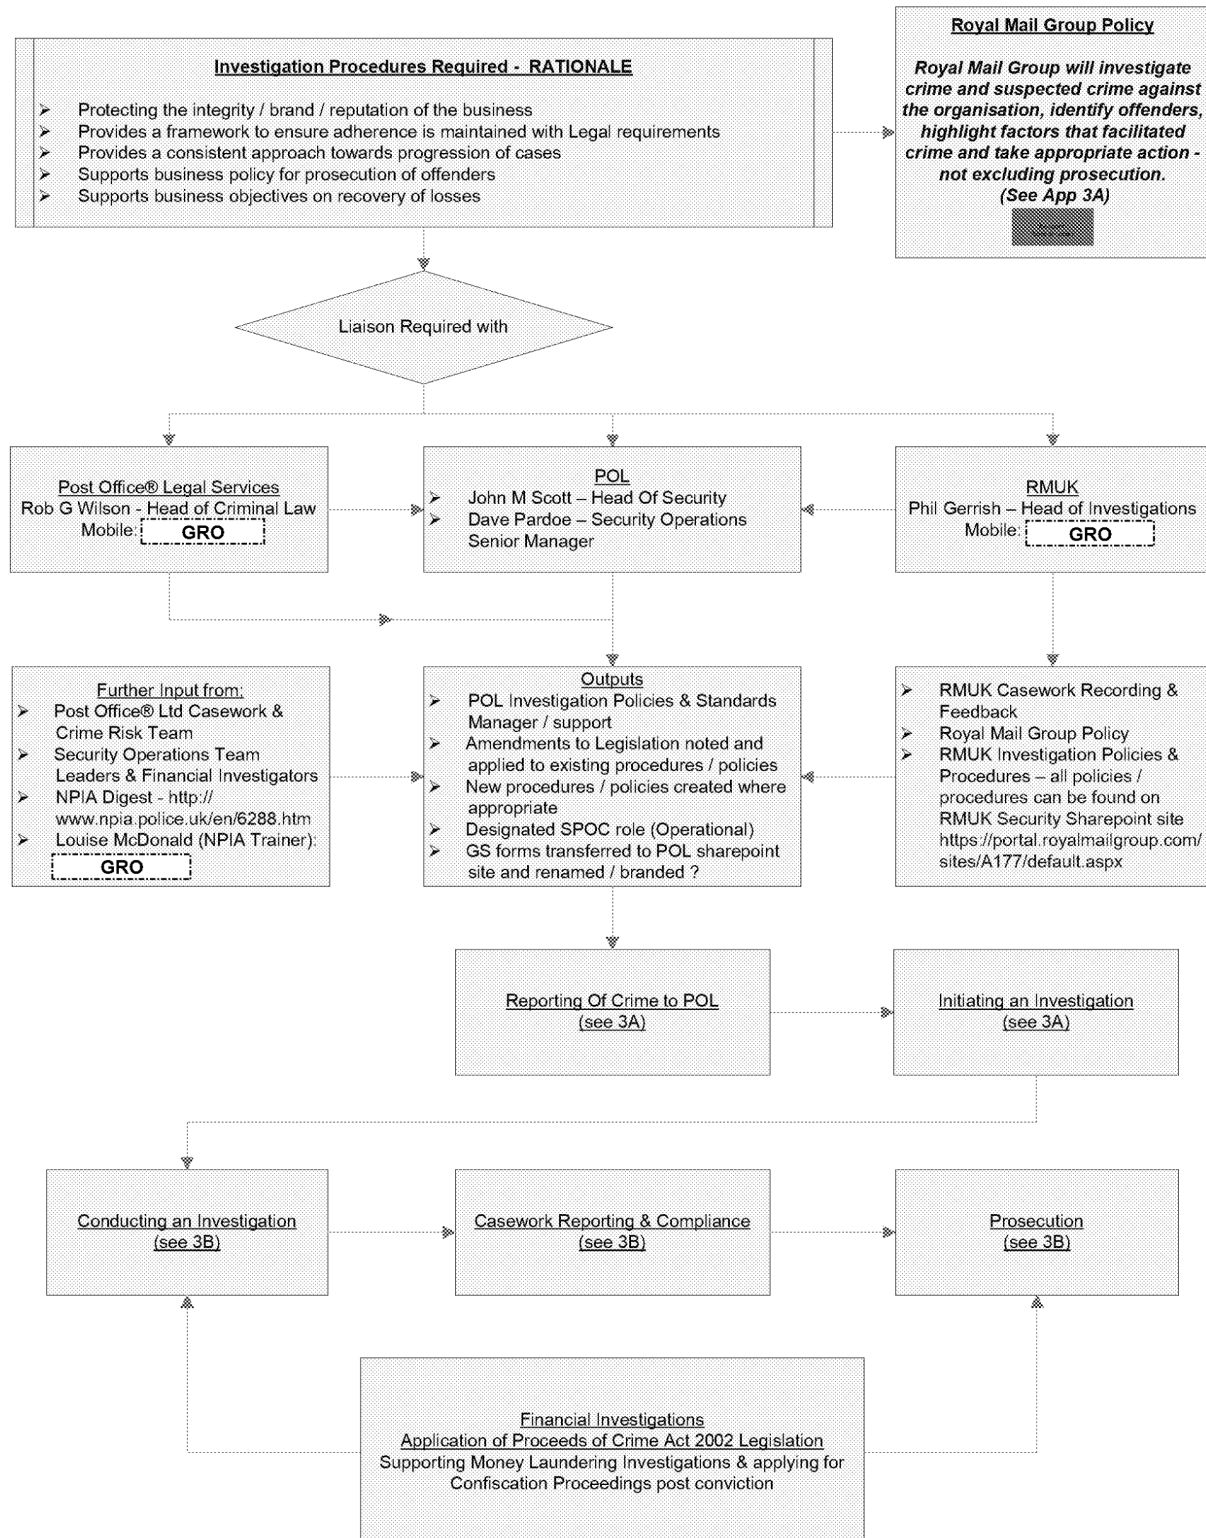 Investigation Procedures Required - RATIONALE
➢ Protecting the integrity / brand / reputation of the business
➢ Provides a framework to ensure adherence is maintained with Legal requirements
➢ Provides a consistent approach towards progression of cases
➢ Supports business policy for prosecution of offenders
➢ Supports business objectives on recovery of losses
Royal Mail Group Policy
Royal Mail Group will investigate
crime and suspected crime against
the organisation, identify offenders,
highlight factors that facilitated
crime and take appropriate action -
not excluding prosecution.
(See App 3A)
Liaison Required with
Post Office® Legal Services
Rob G Wilson - Head of Criminal Law
Mobile: GRO
POL
➢ John M Scott – Head Of Security
➢ Dave Pardoe – Security Operations
Senior Manager
RMUK
Phil Gerrish – Head of Investigations
Mobile: GRO
Further Input from:
➢ Post Office® Ltd Casework &
Crime Risk Team
➢ Security Operations Team
Leaders & Financial Investigators
➢ NPIA Digest - http://
www.npia.police.uk/en/6288.htm
➢ Louise McDonald (NPIA Trainer):
GRO
Outputs
➢ POL Investigation Policies & Standards
Manager / support
➢ Amendments to Legislation noted and
applied to existing procedures / policies
➢ New procedures / policies created where
appropriate
➢ Designated SPOC role (Operational)
➢ GS forms transferred to POL sharepoint
site and renamed / branded ?
➢ RMUK Casework Recording &
Feedback
➢ Royal Mail Group Policy
➢ RMUK Investigation Policies &
Procedures – all policies /
procedures can be found on
RMUK Security Sharepoint site
https://portal.royalmailgroup.com/
sites/A177/default.aspx
Reporting Of Crime to POL
(see 3A)
Initiating an Investigation
(see 3A)
Conducting an Investigation
(see 3B)
Casework Reporting & Compliance
(see 3B)
Prosecution
(see 3B)
Financial Investigations
Application of Proceeds of Crime Act 2002 Legislation
Supporting Money Laundering Investigations & applying for
Confiscation Proceedings post conviction